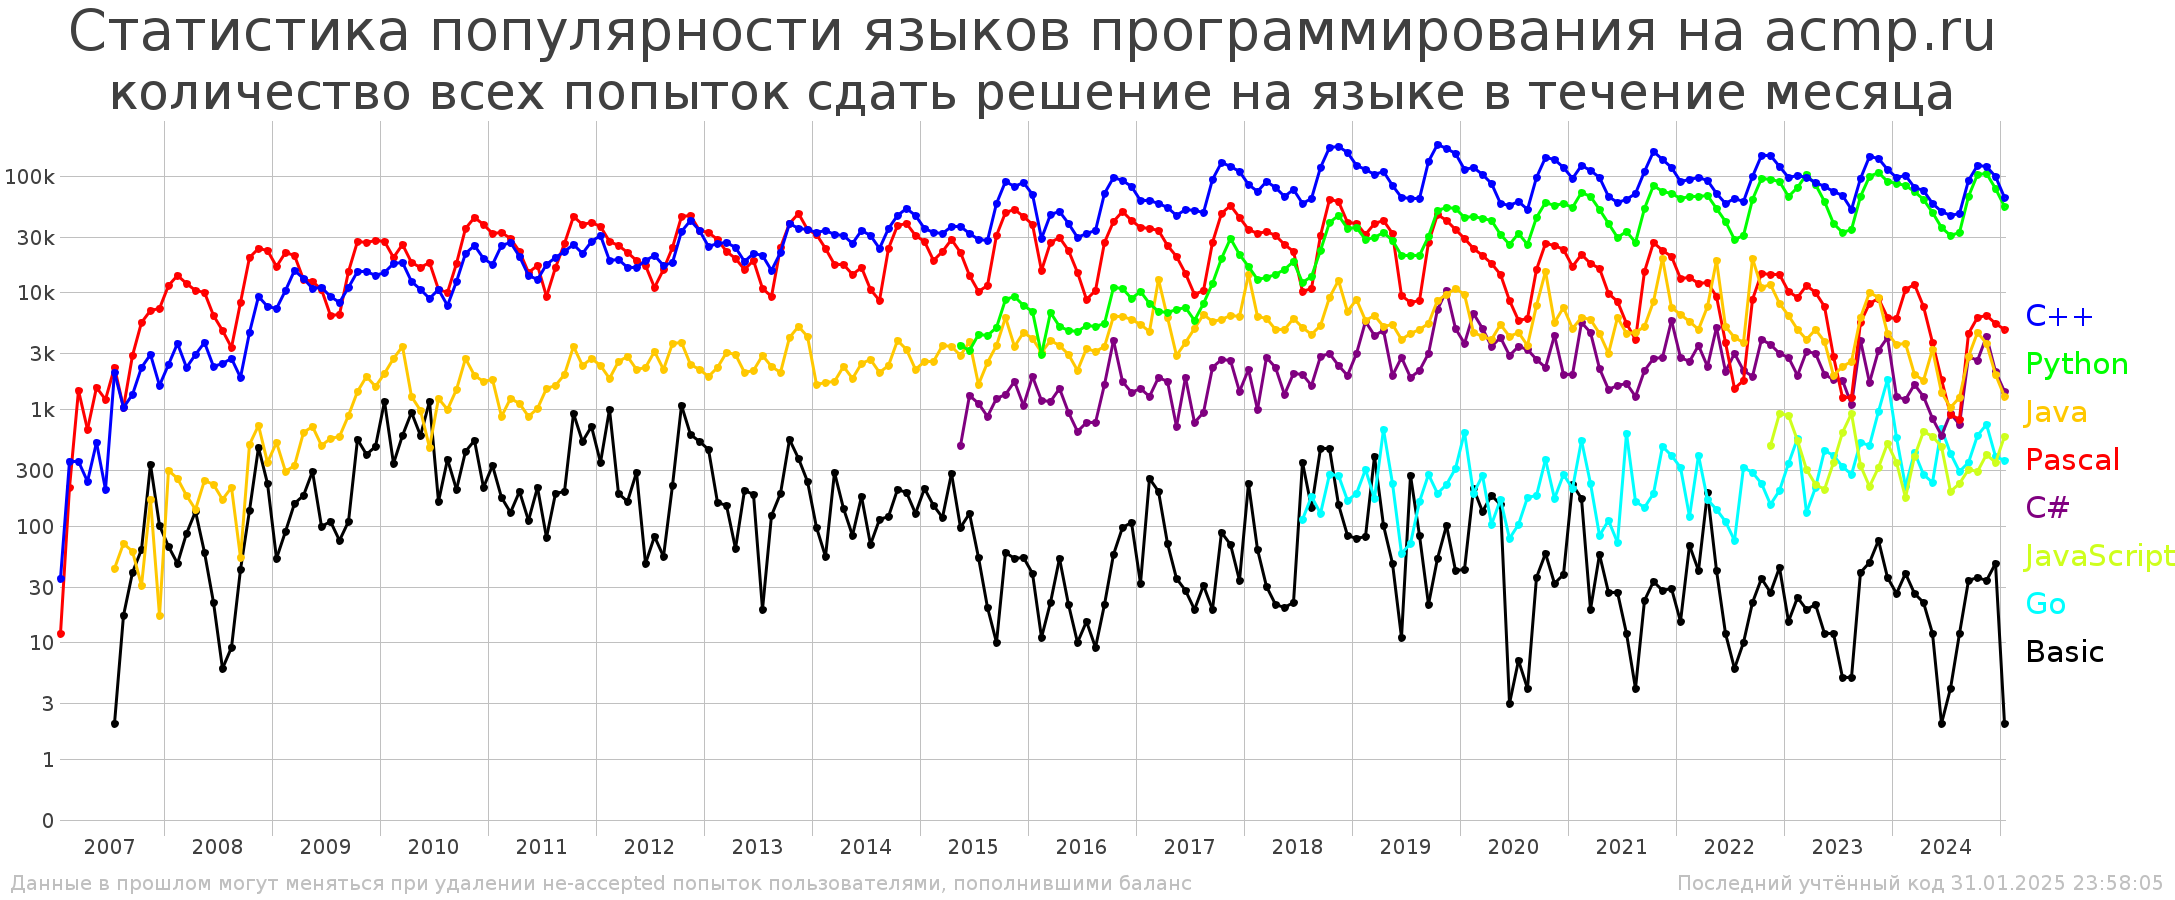 Статистика популярности языков программирования на acmp.ru
количество всех попыток сдать решение на языке в течение месяца
100k
30k
10k
3k
1k
300
100
30
10
3
1
0
C++
Python
Java
Pascal
C#
JavaScript
Go
Basic
2007 2008 2009 2010 2011 2012 2013 2014 2015 2016 2017 2018 2019 2020 2021 2022 2023 2024
Данные в прошлом могут меняться при удалении не-accepted попыток пользователями, пополнившими баланс
Последний учтённый код 31.01.2025 23:58:05